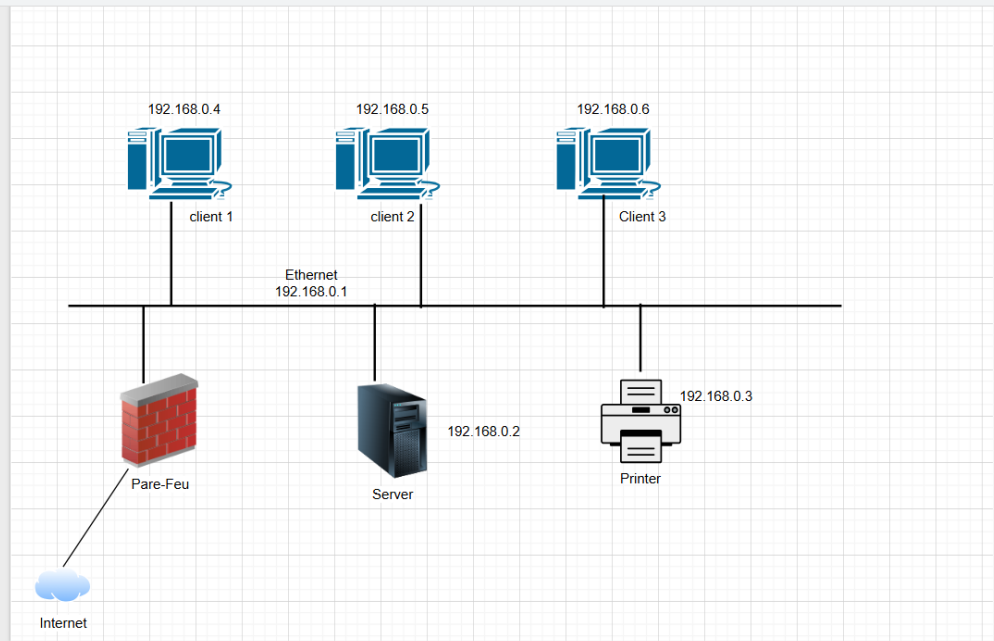 192.168.0.4
192.168.0.5
192.168.0.6
client 1
client 2
Client 3
Ethernet
192.168.0.1
192.168.0.3
192.168.0.2
Pare-Feu
Server
Printer
Internet